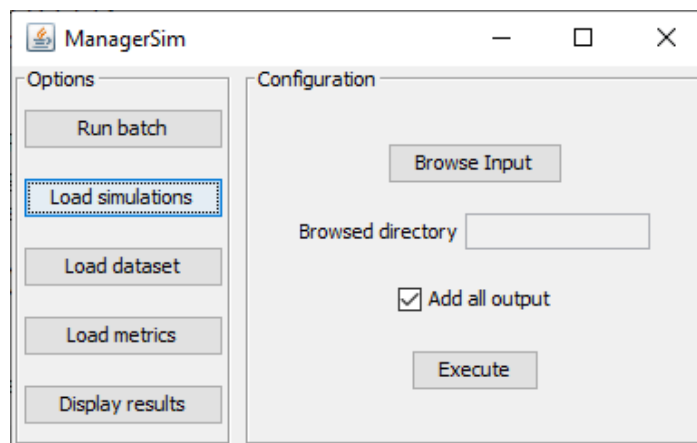 ManagerSim
Options
Run batch
Load simulations
Load dataset
Load metrics
Display results
Configuration
Browse Input
Browsed directory
Add all output
Execute